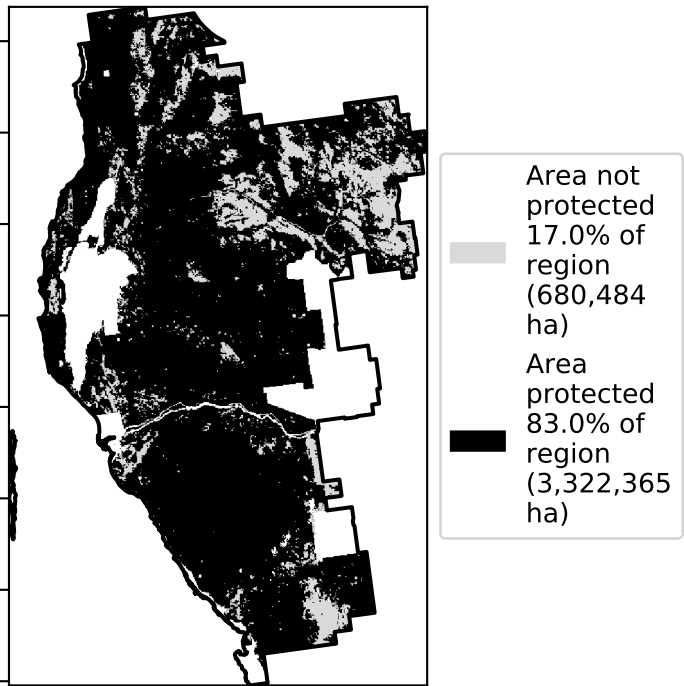 Area not
protected
17.0% of
region
(680,484
ha)
Area
protected
83.0% of
region
(3,322,365
ha)